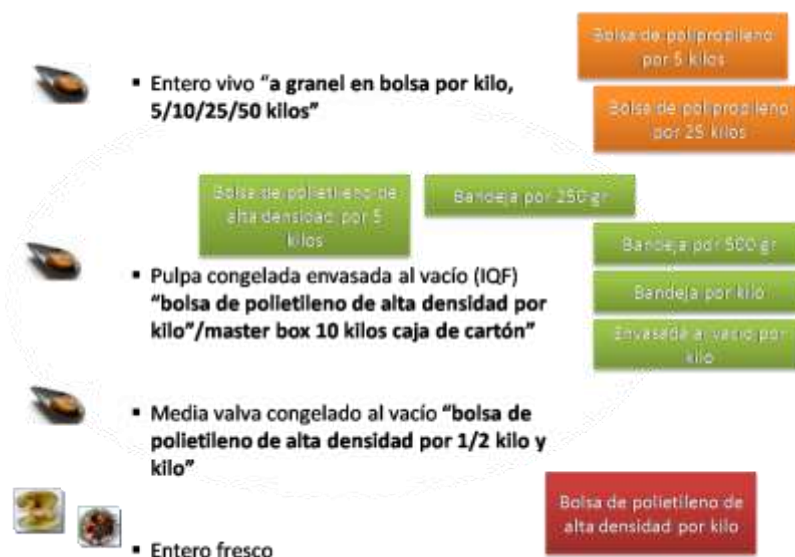 Bolsa de polipropileno
por 5 kilos
▪ Entero vivo “a granel en bolsa por kilo,
5/10/25/50 kilos”
Bolsa de polipropileno
por 25 kilos
Bolsa de polietileno de
alta densidad por 5
kilos
Bandeja por 250 gr
Bandeja por 500 gr
▪ Pulpa congelada envasada al vacío (IQF)
“bolsa de polietileno de alta densidad por
kilo”/master box 10 kilos caja de cartón”
Bandeja por kilo
Envasada al vacio por
kilo
▪ Media valva congelado al vacío “bolsa de
polietileno de alta densidad por 1/2 kilo y
kilo”
Bolsa de polietileno de
alta densidad por kilo
▪ Entero fresco